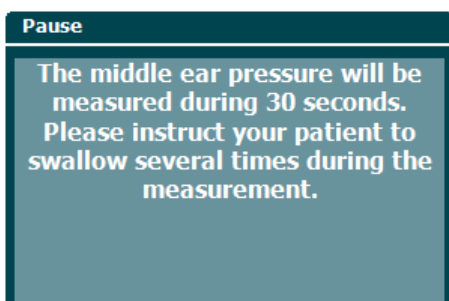 Pause
The middle ear pressure will be
measured during 30 seconds.
Please instruct your patient to
swallow several times during the
measurement.